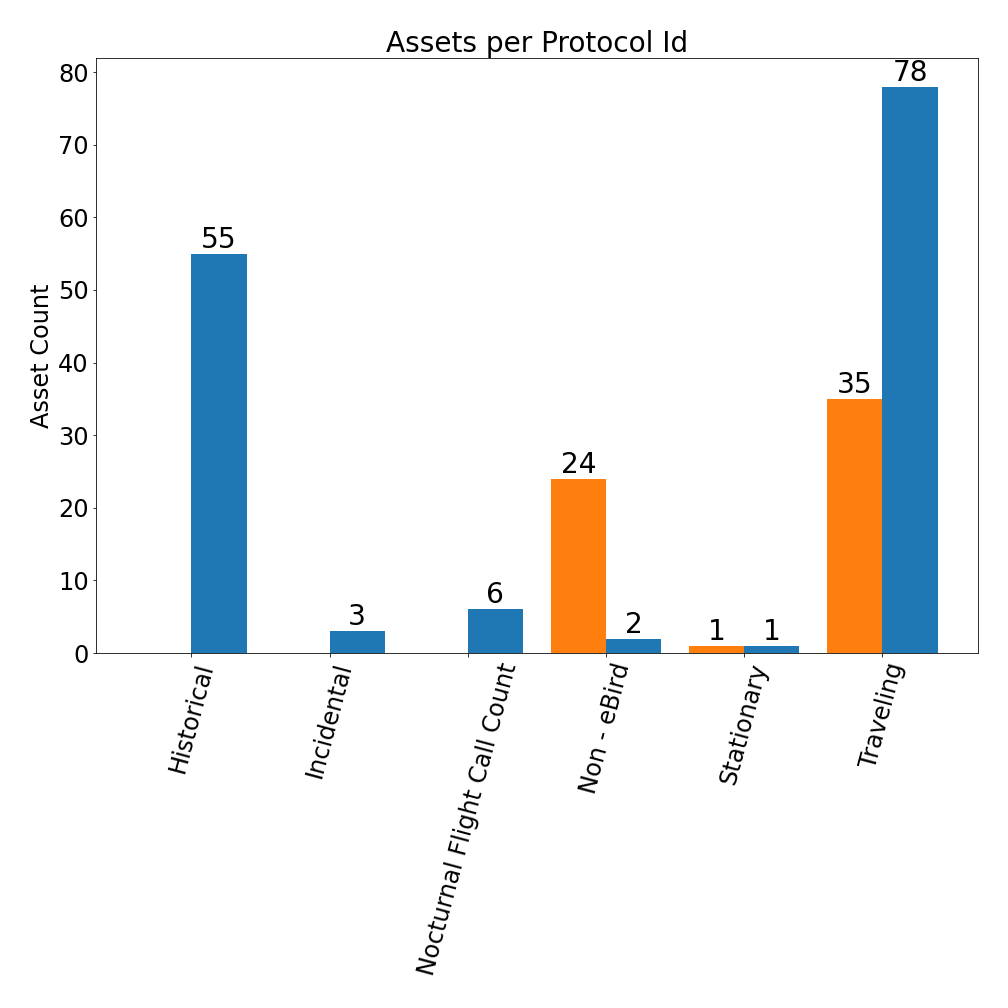 Assets per Protocol Id
Asset Count
80
70
60
50
40
30
20
10
0
55
3
6
24
2
1
1
35
78
Historical
Incidental
Nocturnal Flight Call Count
Non - eBird
Stationary
Traveling